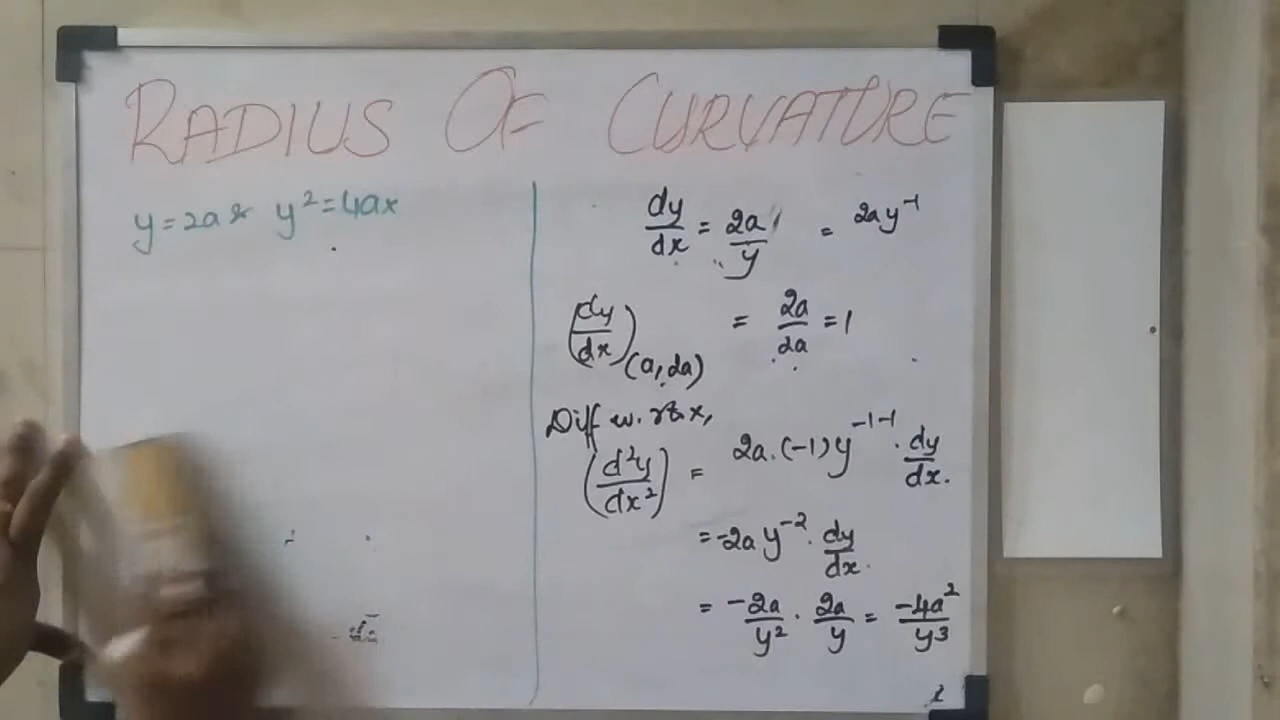 RADIUS OF CURVATURE
y = 2a & y² = 4ax
dy/dx = 2a/y = 2ay⁻¹
(dy/dx)(a, 2a) = 2a/2a = 1
Diff w.r.t. x,
(d²y/dx²) = 2a.(-1)y⁻¹⁻¹ . dy/dx.
= -2a y⁻² . dy/dx.
= -2a/y² . 2a/y = -4a²/y³